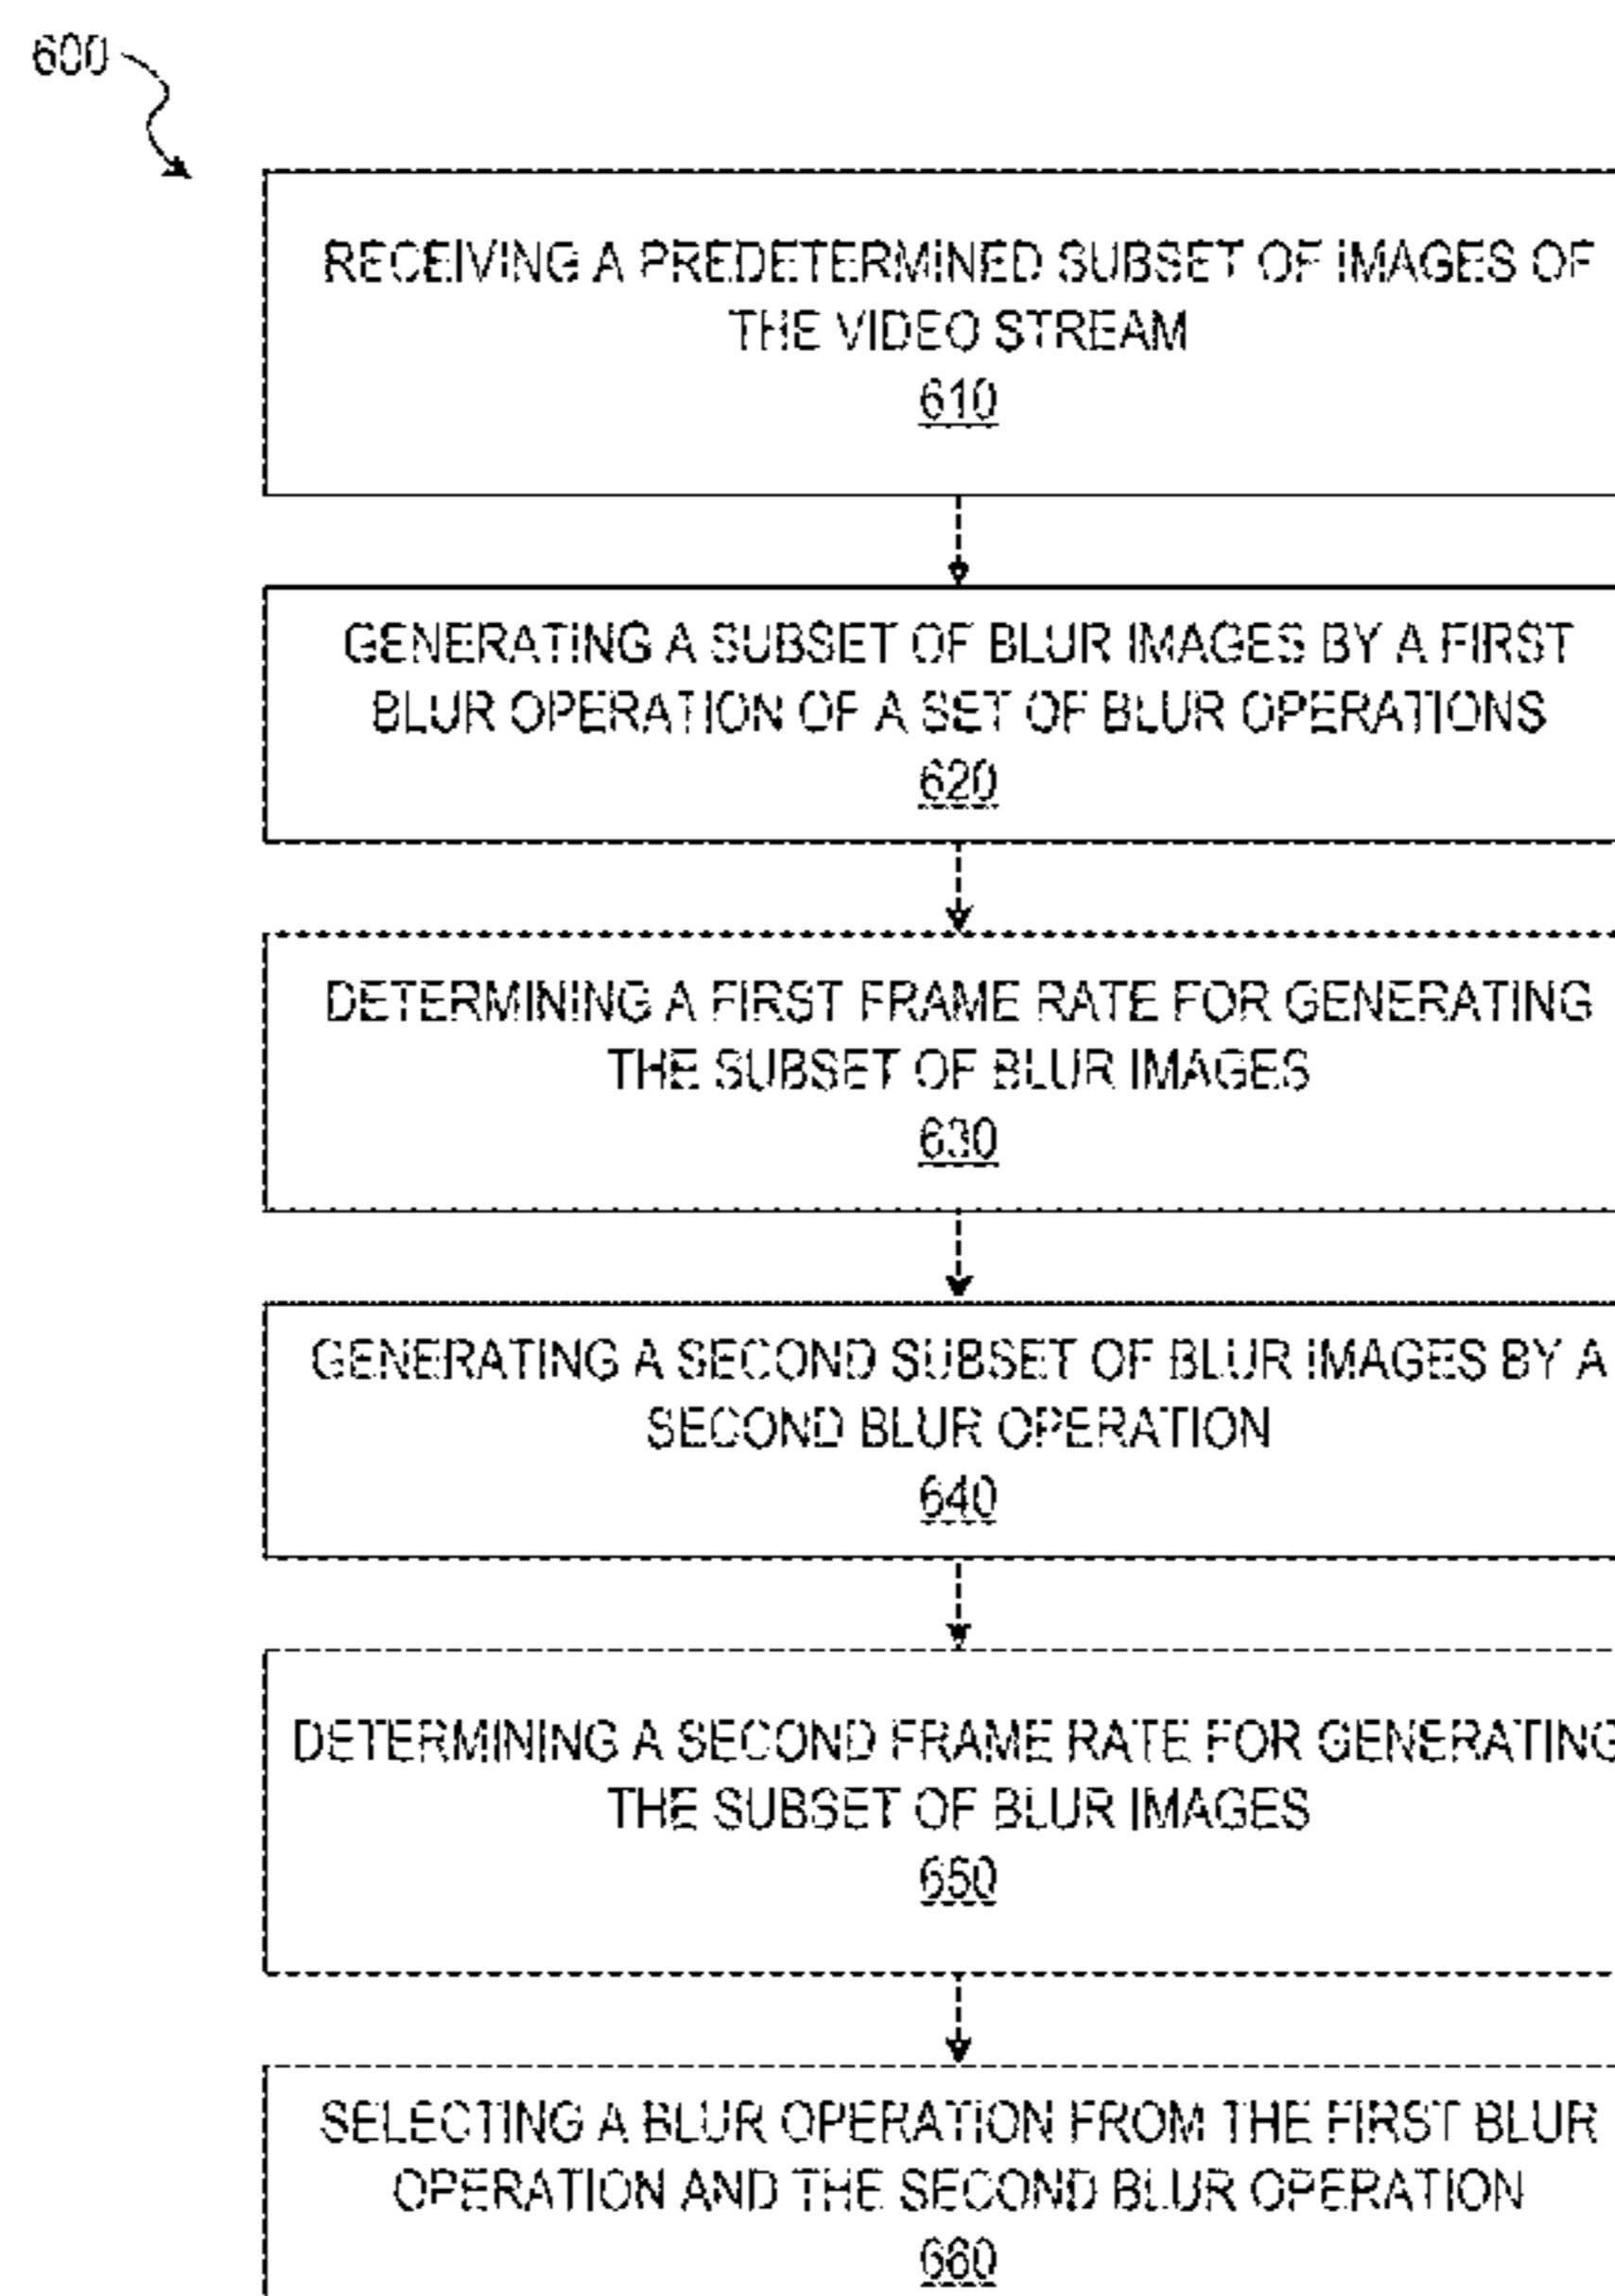 600
RECEIVING A PREDETERMINED SUBSET OF IMAGES OF
THE VIDEO STREAM
610
GENERATING A SUBSET OF BLUR IMAGES BY A FIRST
BLUR OPERATION OF A SET OF BLUR OPERATIONS
620
DETERMINING A FIRST FRAME RATE FOR GENERATING
THE SUBSET OF BLUR IMAGES
630
GENERATING A SECOND SUBSET OF BLUR IMAGES BY A
SECOND BLUR OPERATION
640
DETERMINING A SECOND FRAME RATE FOR GENERATING
THE SUBSET OF BLUR IMAGES
650
SELECTING A BLUR OPERATION FROM THE FIRST BLUR
OPERATION AND THE SECOND BLUR OPERATION
660